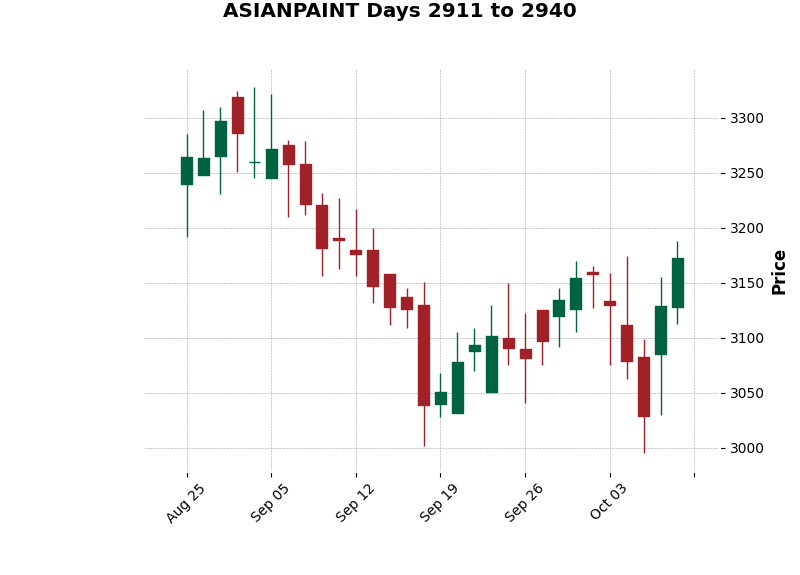 ASIANPAINT Days 2911 to 2940
3300
3250
3200
3150
3100
3050
3000
Price
Aug 25
Sep 05
Sep 12
Sep 19
Sep 26
Oct 03